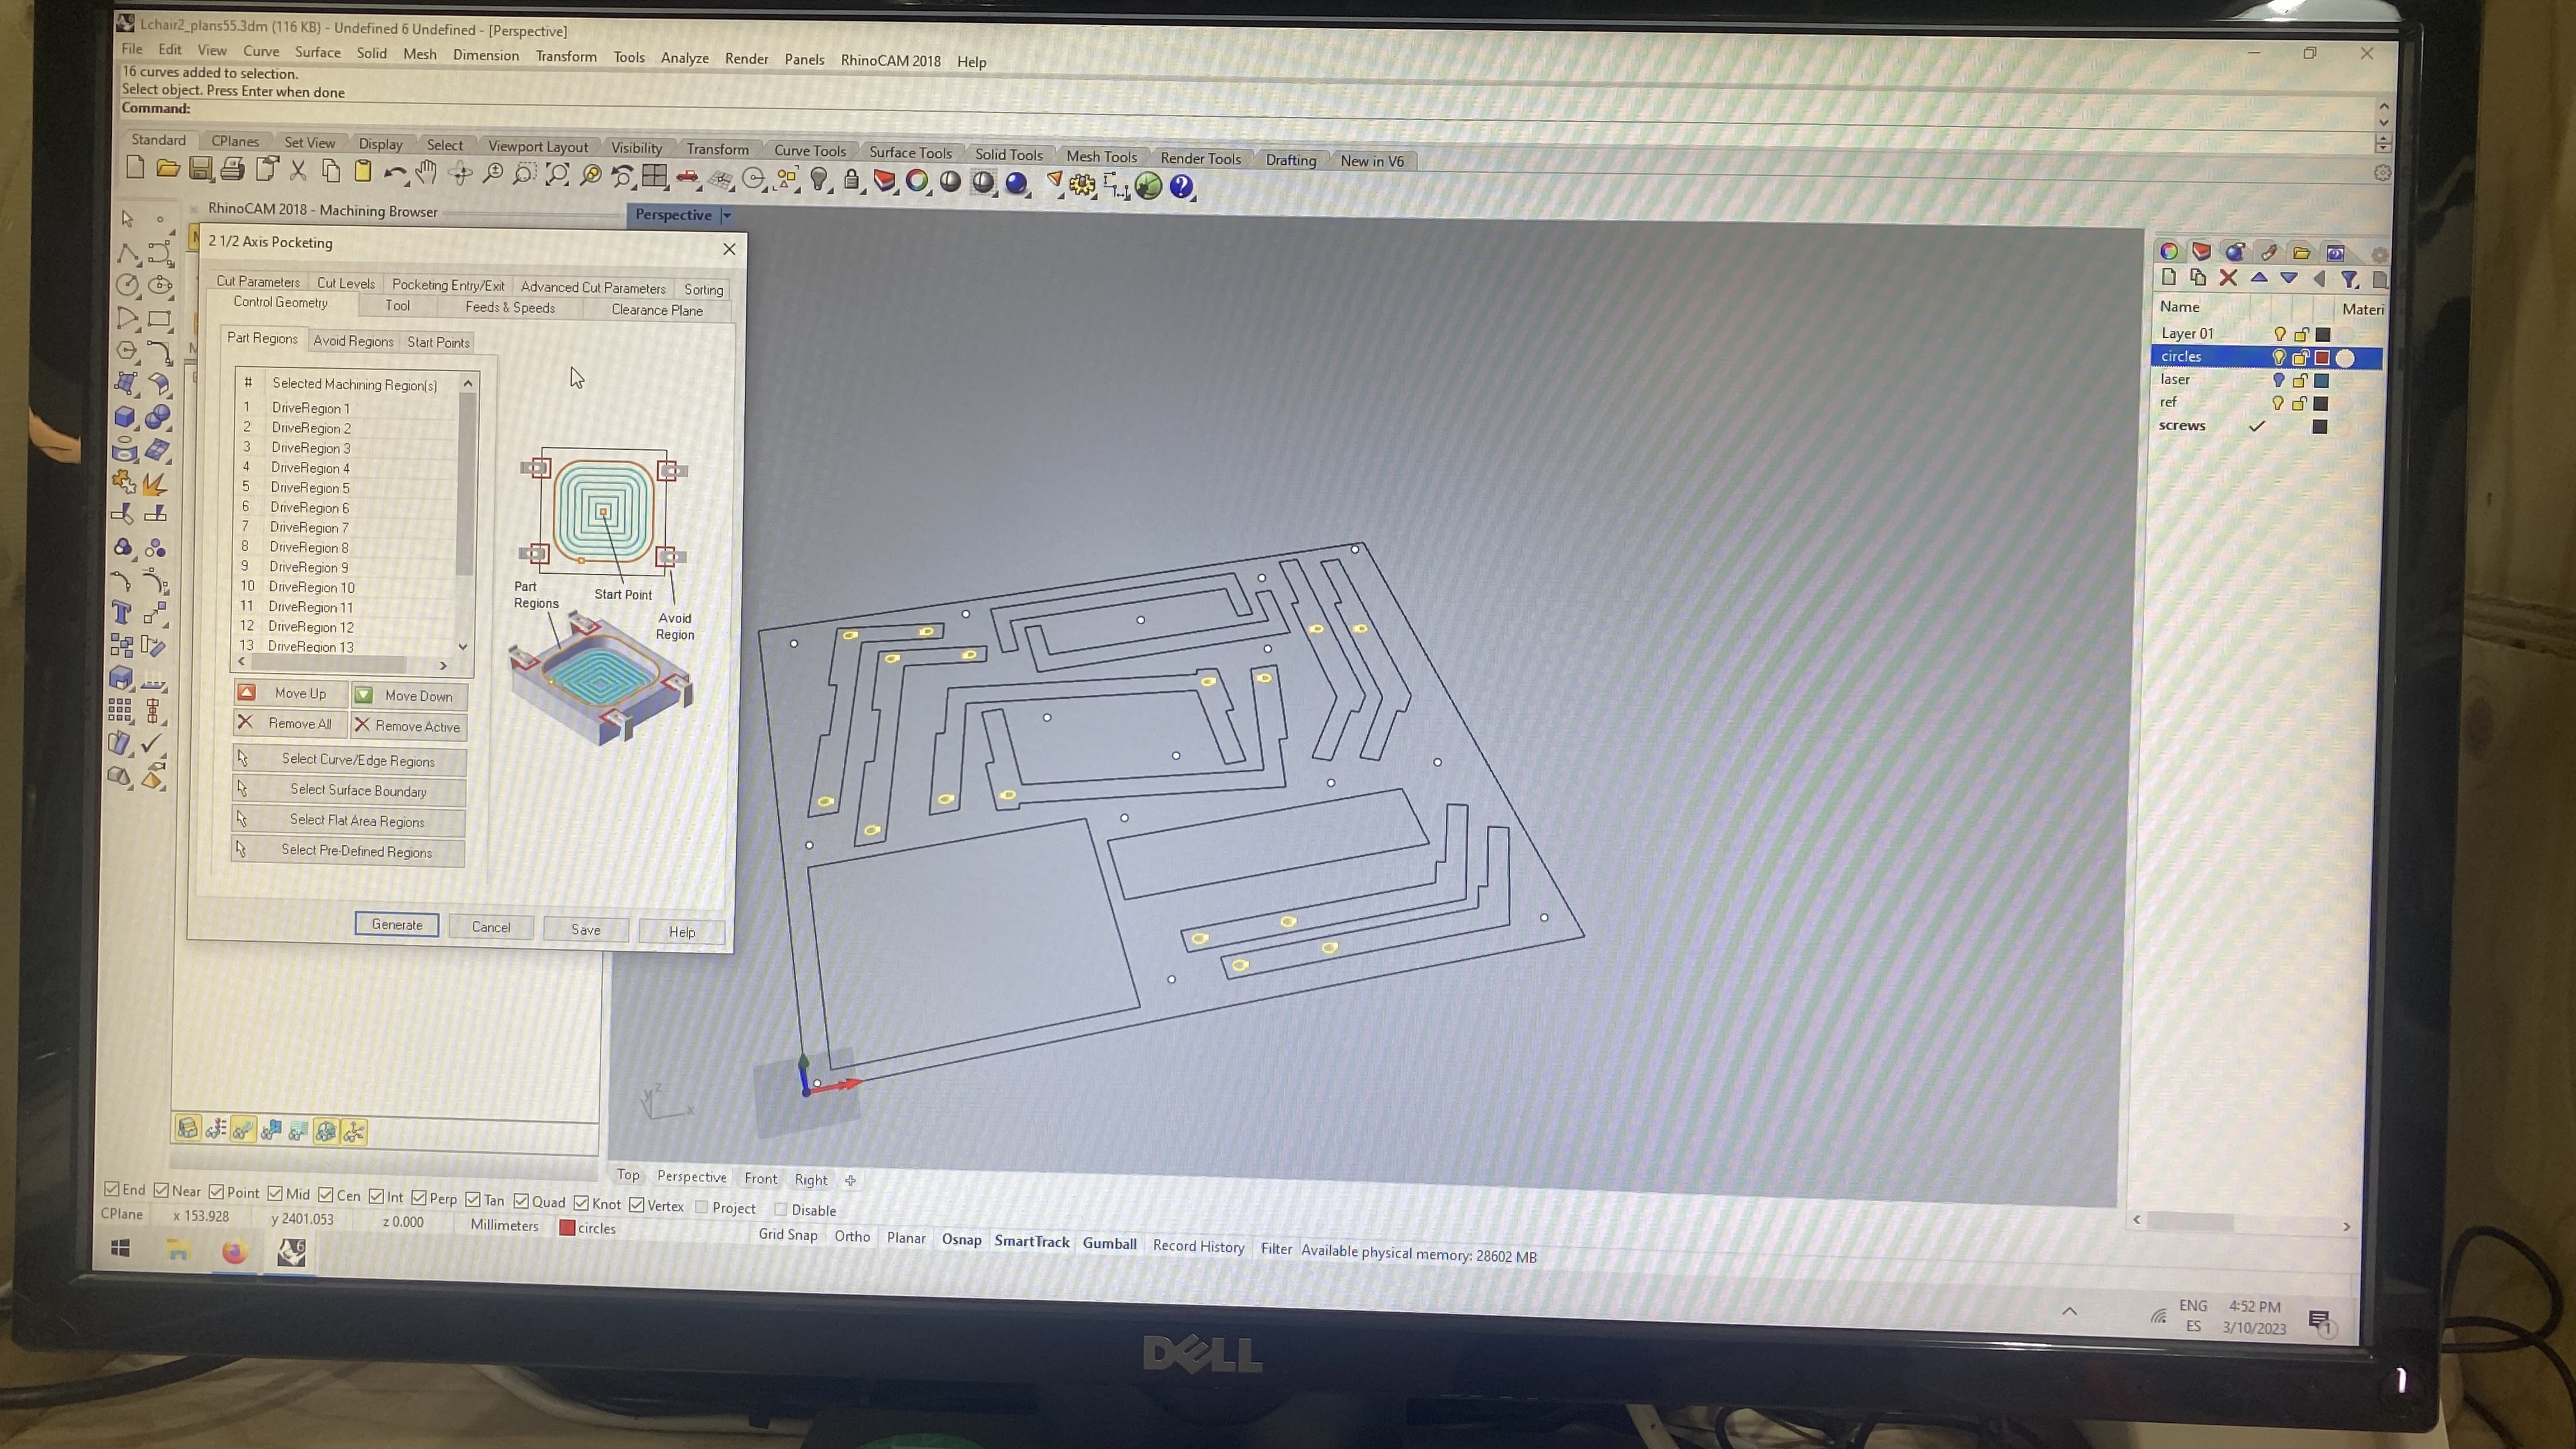 Lchair2_plans55.3dm (116 KB) - Undefined 6 Undefined - [Perspective]
File Edit View Curve Surface Solid Mesh Dimension Transform Tools Analyze Render Panels RhinoCAM 2018 Help
16 curves added to selection.
Select object. Press Enter when done
Command:
Standard CPlanes Set View Display Select Viewport Layout Visibility Transform Curve Tools Surface Tools Solid Tools Mesh Tools Render Tools Drafting New in V6
RhinoCAM 2018 - Machining Browser
Perspective
2 1/2 Axis Pocketing
Cut Parameters Cut Levels Pocketing Entry/Exit Advanced Cut Parameters Sorting
Control Geometry Tool Feeds & Speeds Clearance Plane
Part Regions Avoid Regions Start Points
# Selected Machining Region(s)
1 DriveRegion 1
2 DriveRegion 2
3 DriveRegion 3
4 DriveRegion 4
5 DriveRegion 5
6 DriveRegion 6
7 DriveRegion 7
8 DriveRegion 8
9 DriveRegion 9
10 DriveRegion 10
11 DriveRegion 11
12 DriveRegion 12
13 DriveRegion 13
Part Regions
Start Point
Avoid Region
Move Up Move Down
Remove All Remove Active
Select Curve/Edge Regions
Select Surface Boundary
Select Flat Area Regions
Select Pre-Defined Regions
Generate Cancel Save Help
Name Materi
Layer 01
circles
laser
ref
screws
y z x
Top Perspective Front Right
End Near Point Mid Cen Int Perp Tan Quad Knot Vertex Project Disable
CPlane x 153.928 y 2401.053 z 0.000 Millimeters circles Grid Snap Ortho Planar Osnap SmartTrack Gumball Record History Filter Available physical memory: 28602 MB
ENG 4:52 PM
ES 3/10/2023
1
DELL